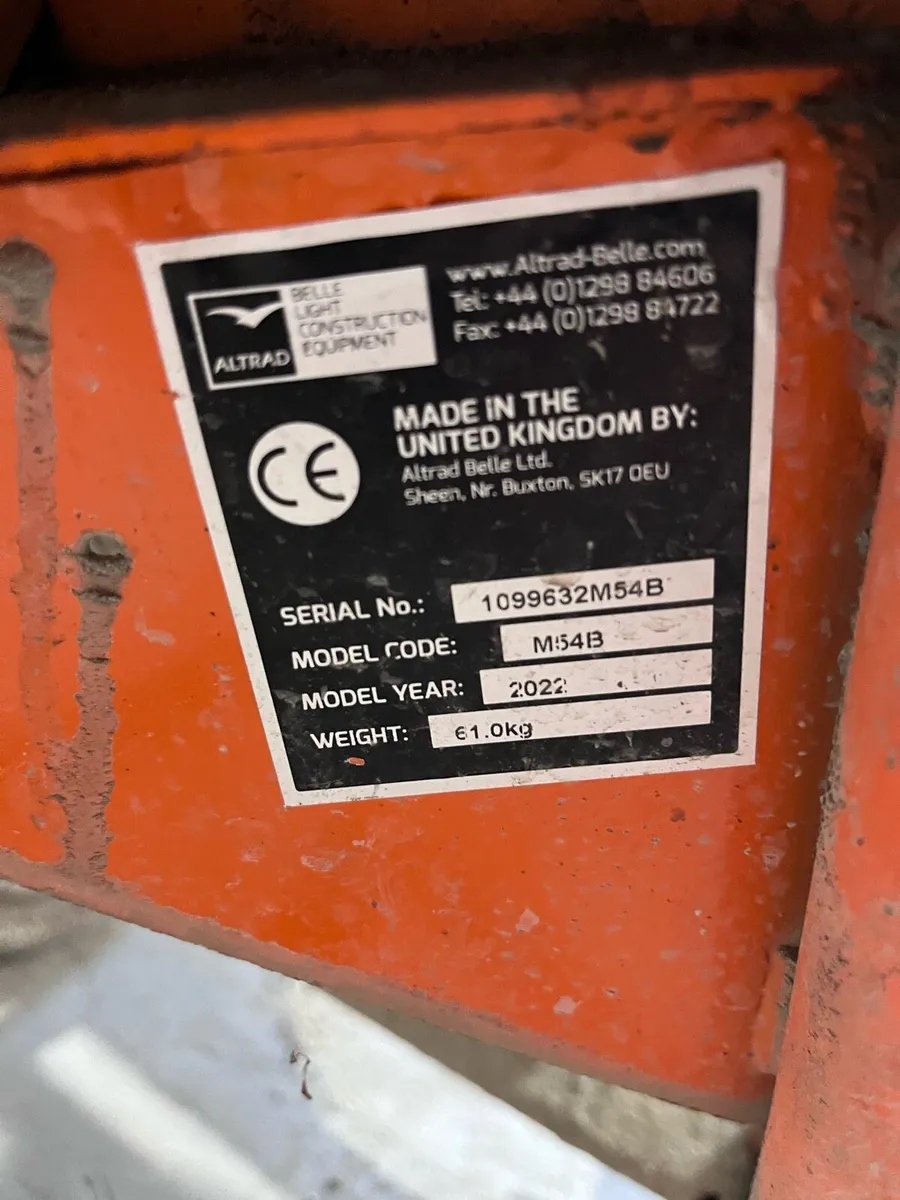 ALTRAD
BELLE
LIGHT
CONSTRUCTION
EQUIPMENT
www.Altrad-Belle.com
Tel: +44 (0)1298 84606
Fax: +44 (0)1298 84722
CE
MADE IN THE
UNITED KINGDOM BY:
Altrad Belle Ltd.
Sheen, Nr. Buxton, SK17 0EU
SERIAL No.: 1099632M54B
MODEL CODE: M54B
MODEL YEAR: 2022
WEIGHT: 61.0kg